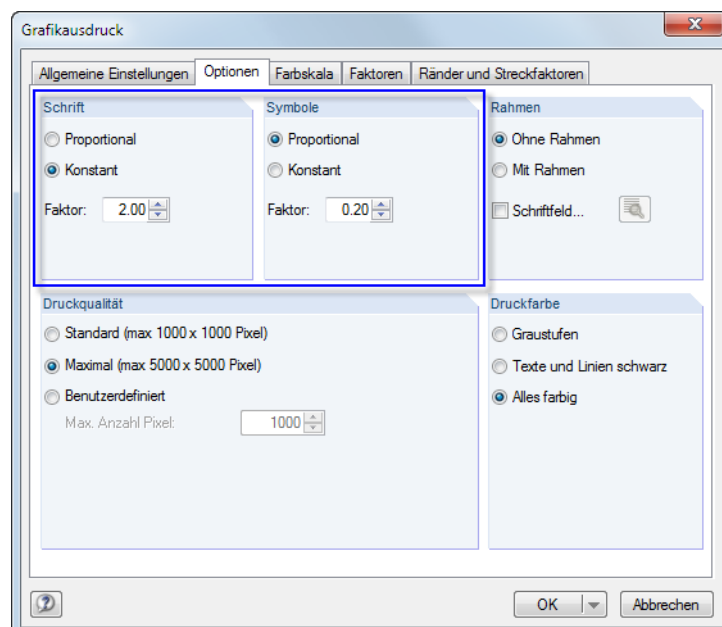 Grafikausdruck
Allgemeine Einstellungen Optionen Farbskala Faktoren Ränder und Streckfaktoren
Schrift
Proportional
Konstant
Faktor: 2.00
Symbole
Proportional
Konstant
Faktor: 0.20
Rahmen
Ohne Rahmen
Mit Rahmen
Schriftfeld...
Druckqualität
Standard (max 1000 x 1000 Pixel)
Maximal (max 5000 x 5000 Pixel)
Benutzerdefiniert
Max. Anzahl Pixel: 1000
Druckfarbe
Graustufen
Texte und Linien schwarz
Alles farbig
OK Abbrechen